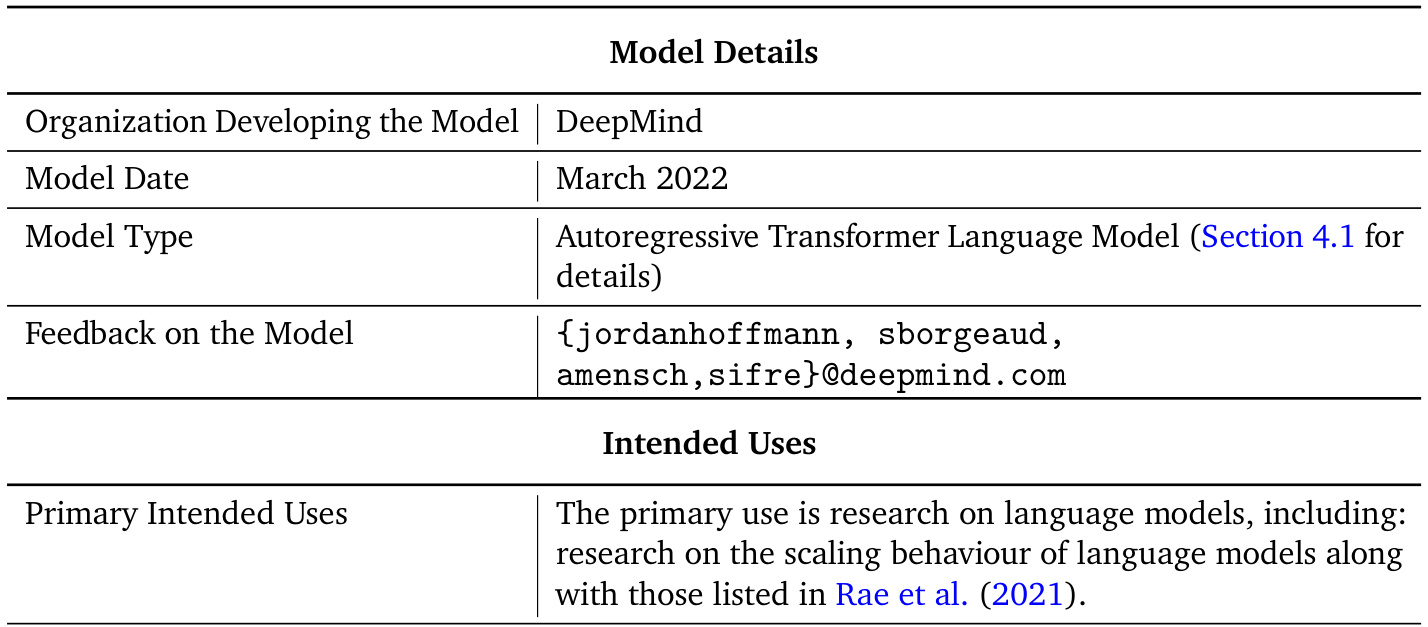 Model Details
Organization Developing the Model DeepMind
Model Date March 2022
Model Type Autoregressive Transformer Language Model (Section 4.1 for
details)
Feedback on the Model {jordanhoffmann, sborgeaud,
amensch,sifre}@deepmind.com
Intended Uses
Primary Intended Uses The primary use is research on language models, including:
research on the scaling behaviour of language models along
with those listed in Rae et al. (2021).